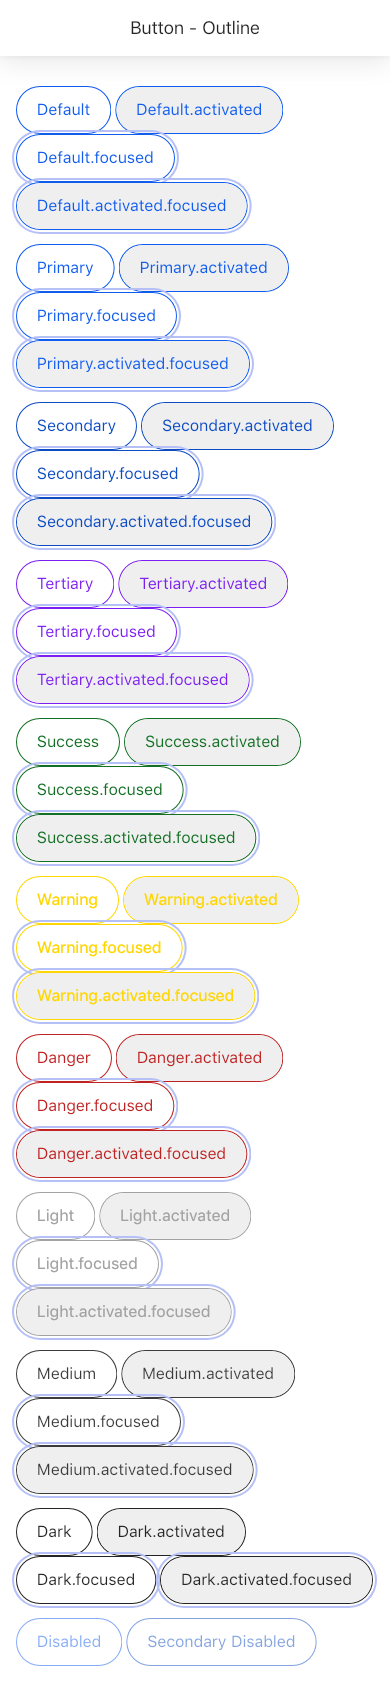 Button - Outline
Default Default.activated
Default.focused
Default.activated.focused
Primary Primary.activated
Primary.focused
Primary.activated.focused
Secondary Secondary.activated
Secondary.focused
Secondary.activated.focused
Tertiary Tertiary.activated
Tertiary.focused
Tertiary.activated.focused
Success Success.activated
Success.focused
Success.activated.focused
Warning Warning.activated
Warning.focused
Warning.activated.focused
Danger Danger.activated
Danger.focused
Danger.activated.focused
Light Light.activated
Light.focused
Light.activated.focused
Medium Medium.activated
Medium.focused
Medium.activated.focused
Dark Dark.activated
Dark.focused Dark.activated.focused
Disabled Secondary Disabled